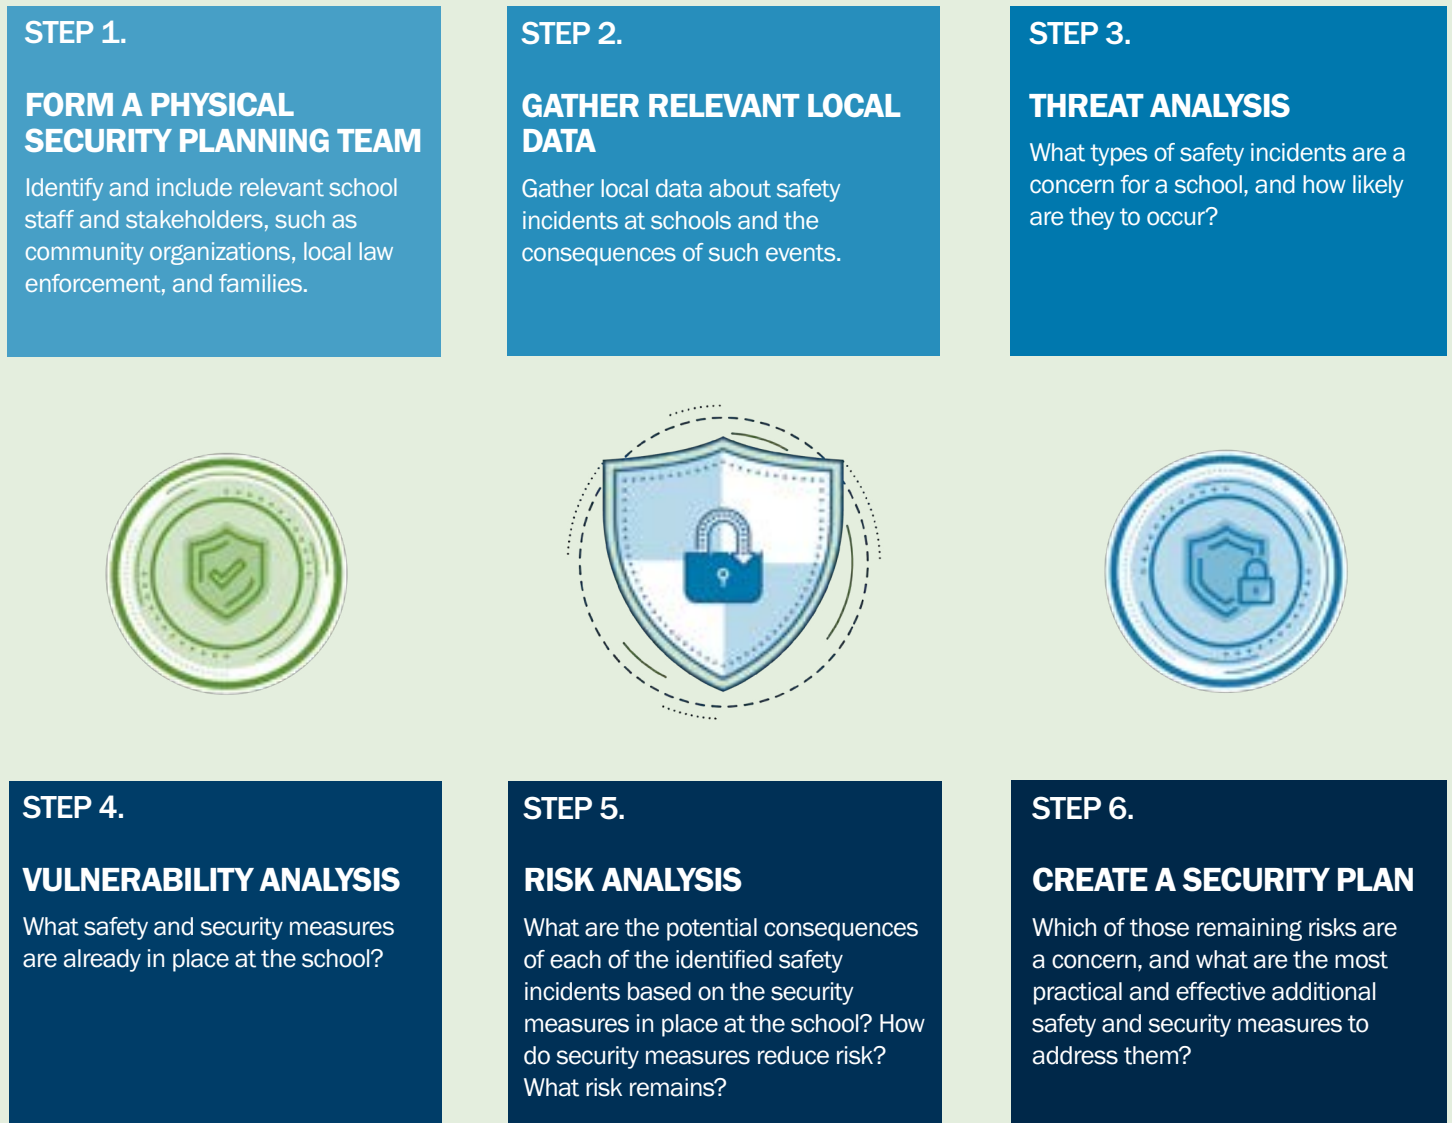 STEP 1.
FORM A PHYSICAL
SECURITY PLANNING TEAM
Identify and include relevant school
staff and stakeholders, such as
community organizations, local law
enforcement, and families.
STEP 2.
GATHER RELEVANT LOCAL
DATA
Gather local data about safety
incidents at schools and the
consequences of such events.
STEP 3.
THREAT ANALYSIS
What types of safety incidents are a
concern for a school, and how likely
are they to occur?
STEP 4.
VULNERABILITY ANALYSIS
What safety and security measures
are already in place at the school?
STEP 5.
RISK ANALYSIS
What are the potential consequences
of each of the identified safety
incidents based on the security
measures in place at the school? How
do security measures reduce risk?
What risk remains?
STEP 6.
CREATE A SECURITY PLAN
Which of those remaining risks are
a concern, and what are the most
practical and effective additional
safety and security measures to
address them?